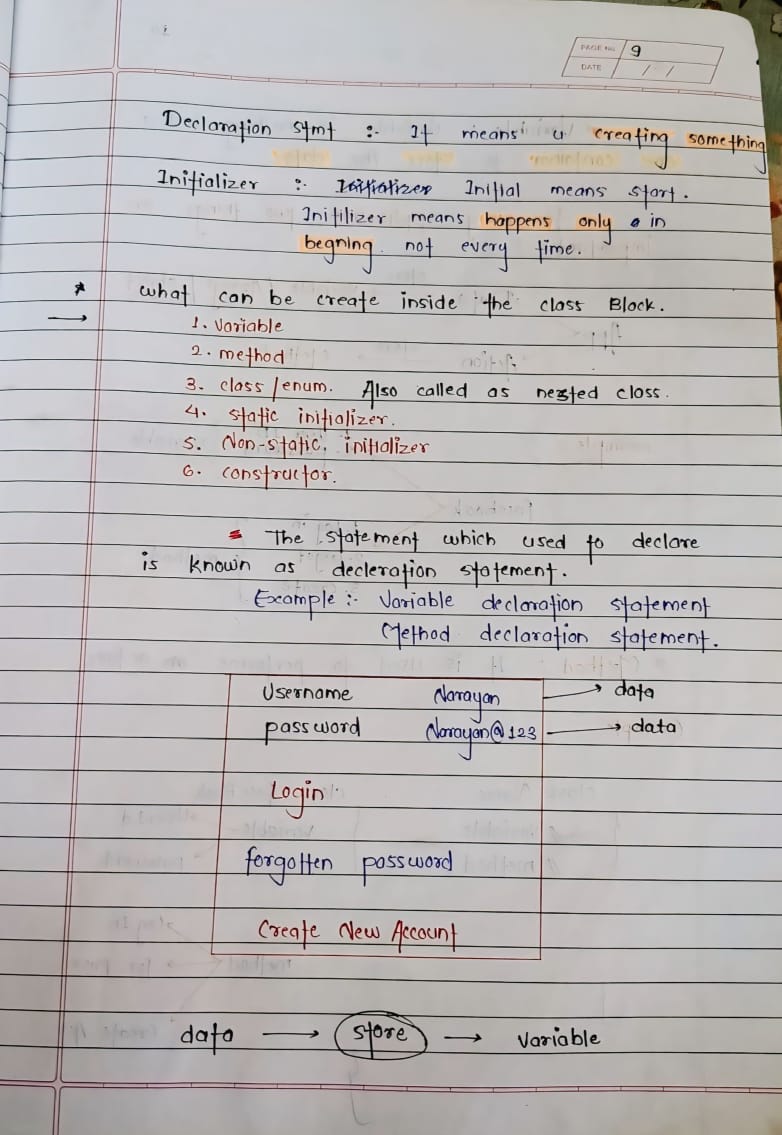 PAGE NO. 9
DATE / /
Declaration stmt :- It means creating something
Initializer :- Initializer Initial means start.
Initilizer means happens only in
begning not every time.
* what can be create inside the class Block.
→ 1. Variable
2. method
3. class/enum. Also called as nested class.
4. static initializer.
5. Non-static. initializer
6. constructor.
The statement which used to declare
is known as decleration statement.
Example :- Variable declaration statement
Method declaration statement.
Username Narayan → data
password Narayan@123 → data
Login
forgotten password
Create New Account
data → store → variable